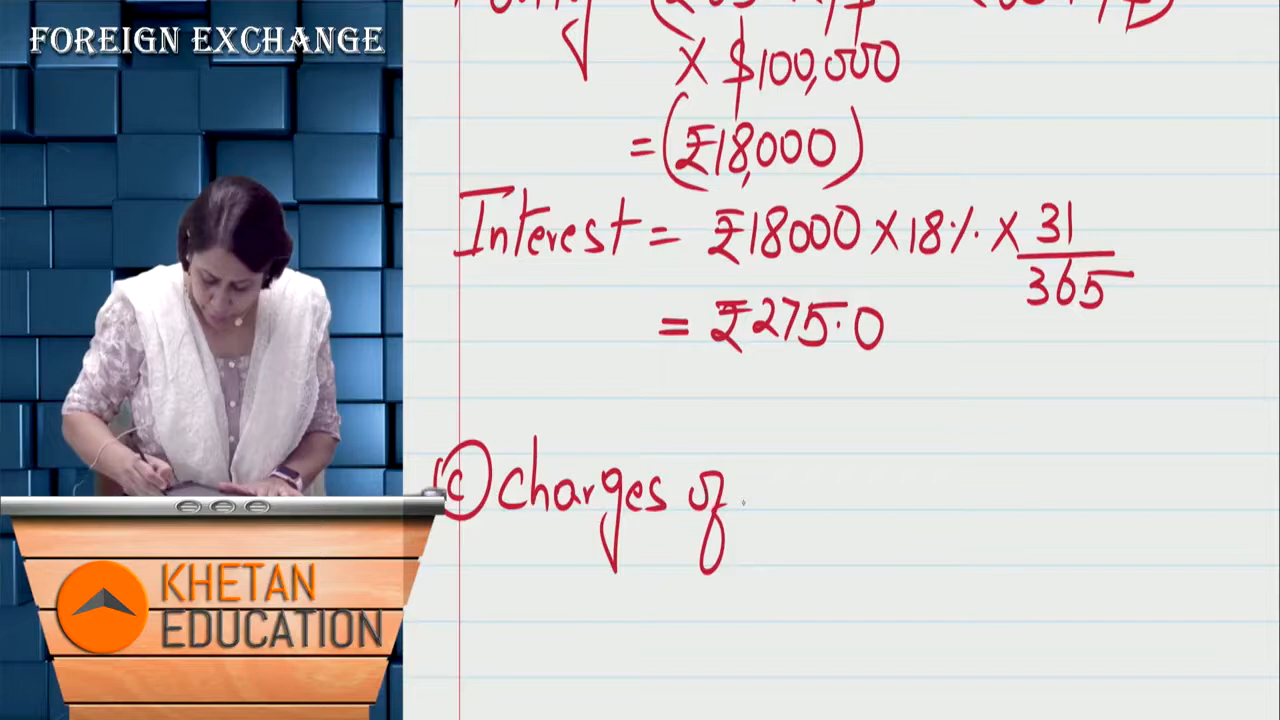 FOREIGN EXCHANGE
× $100,000
= (₹18,000)
Interest = ₹18000 × 18% × 31
365
= ₹275.0
(C) Charges of
KHETAN
EDUCATION